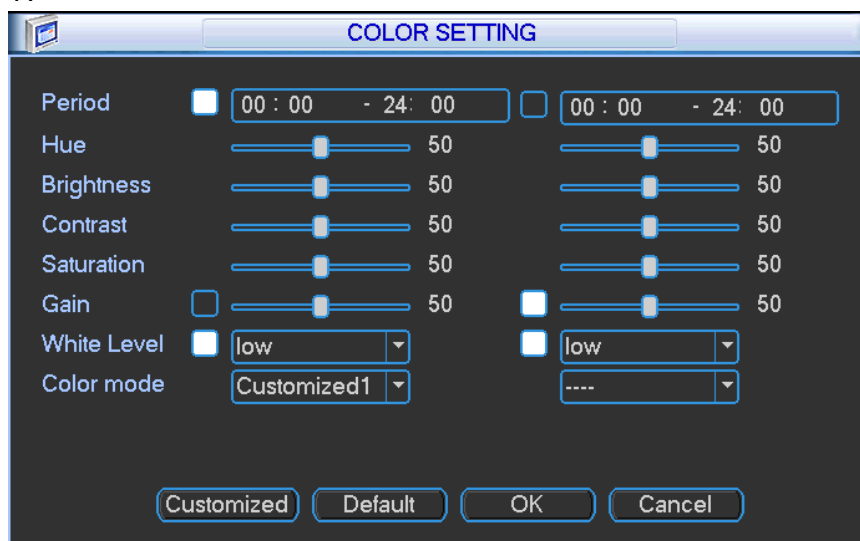 COLOR SETTING
Period 00 : 00 - 24: 00 00 : 00 - 24: 00
Hue 50 50
Brightness 50 50
Contrast 50 50
Saturation 50 50
Gain 50 50
White Level low low
Color mode Customized1 ----
Customized Default OK Cancel